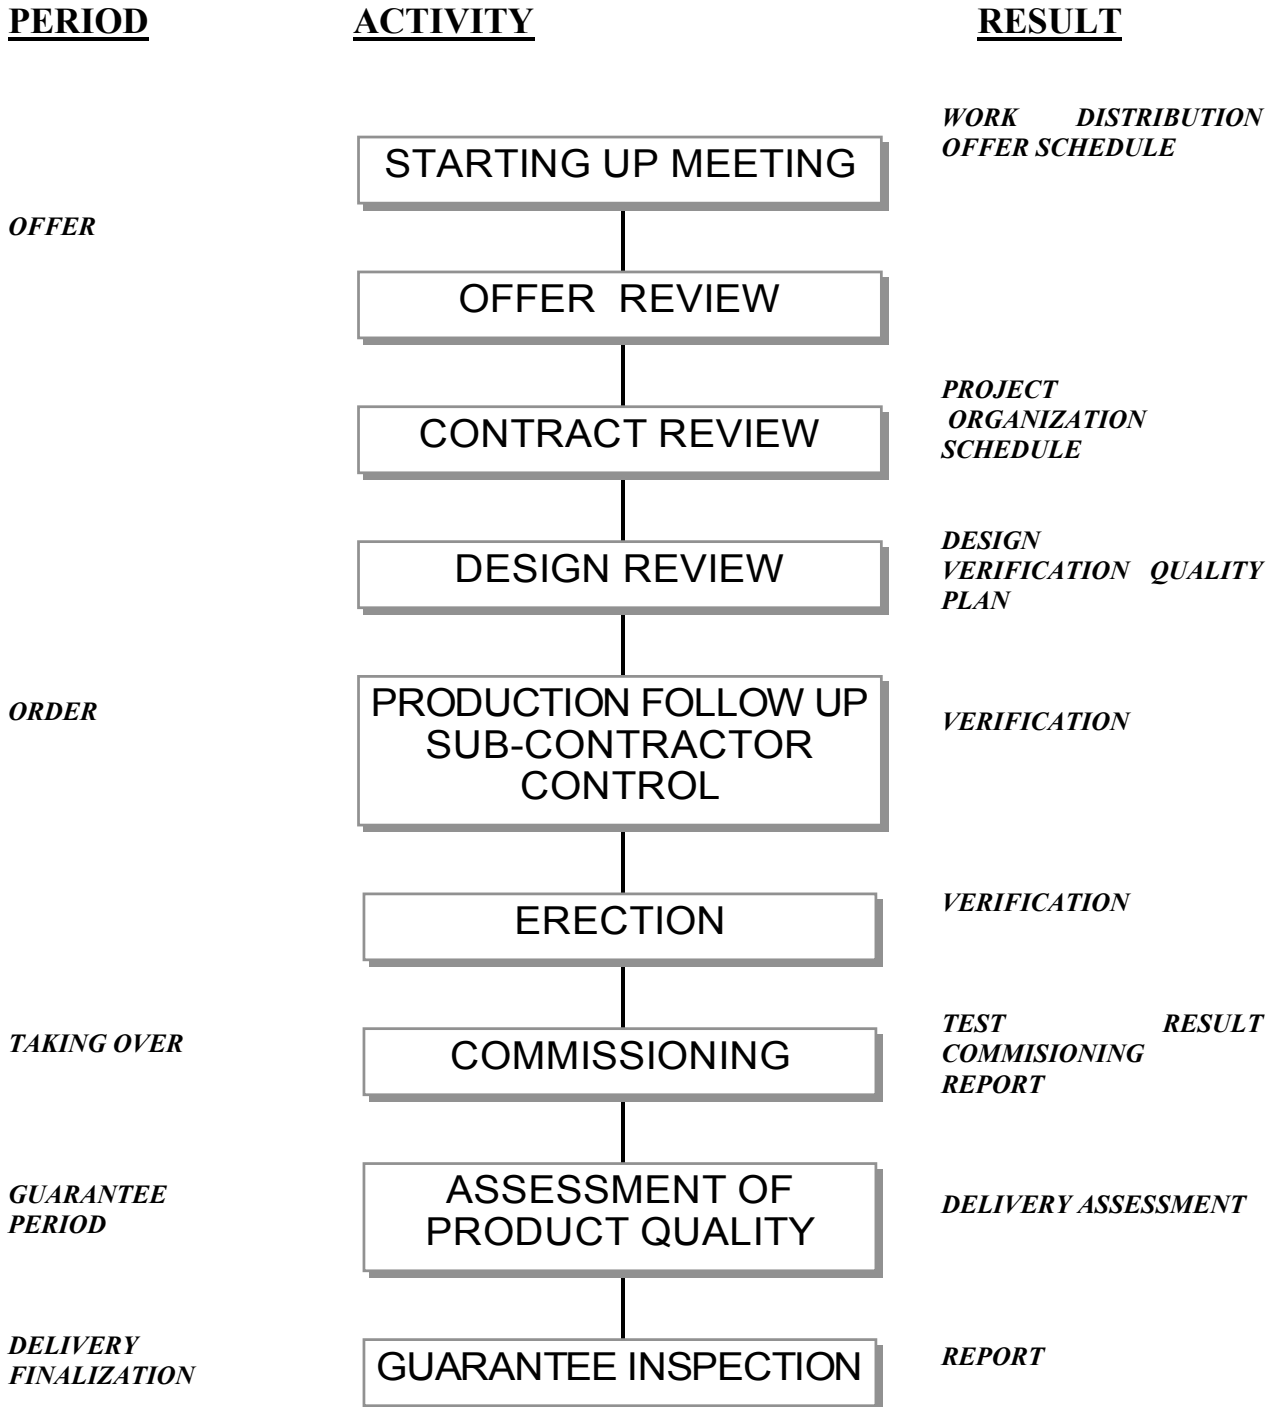 PERIOD ACTIVITY RESULT
WORK DISTRIBUTION
OFFER SCHEDULE
STARTING UP MEETING
OFFER
OFFER REVIEW
PROJECT
ORGANIZATION
SCHEDULE
CONTRACT REVIEW
DESIGN
VERIFICATION QUALITY
PLAN
DESIGN REVIEW
ORDER
PRODUCTION FOLLOW UP
SUB-CONTRACTOR
CONTROL
VERIFICATION
ERECTION
VERIFICATION
TAKING OVER
COMMISSIONING
TEST RESULT
COMMISIONING
REPORT
GUARANTEE
PERIOD
ASSESSMENT OF
PRODUCT QUALITY
DELIVERY ASSESSMENT
DELIVERY
FINALIZATION
GUARANTEE INSPECTION
REPORT